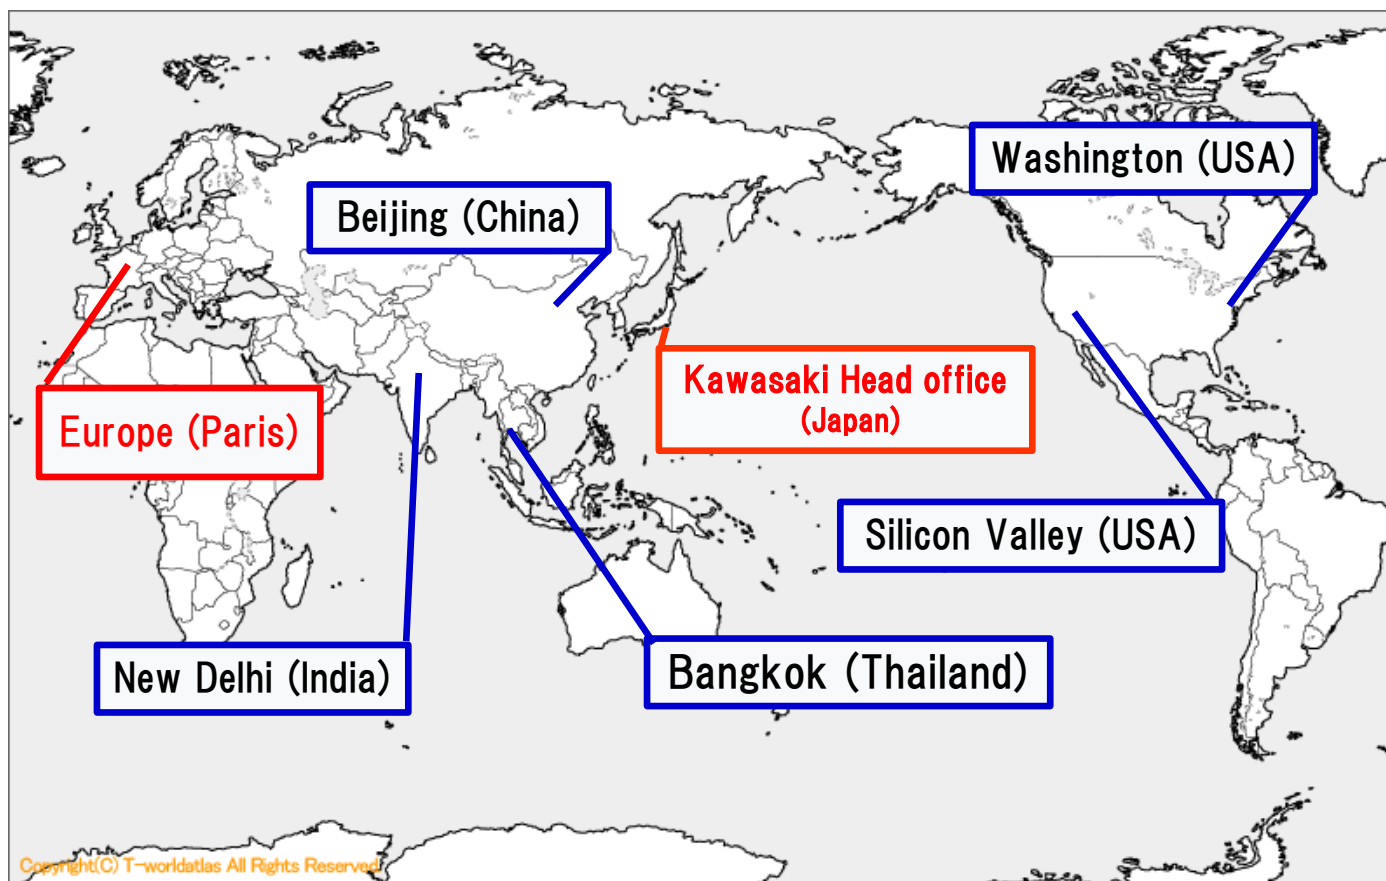 Washington (USA)
Beijing (China)
Kawasaki Head office
(Japan)
Europe (Paris)
Silicon Valley (USA)
New Delhi (India)
Bangkok (Thailand)
Copyright(C) T-worldatlas All Rights Reserved